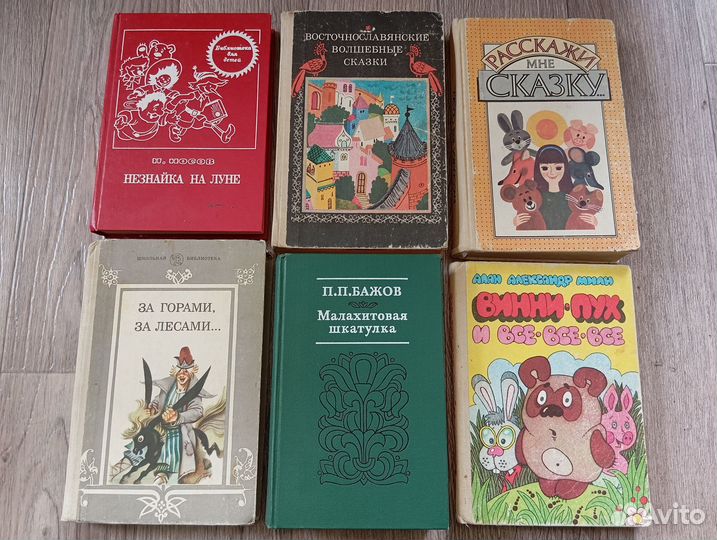 Библиотека для
детей
Н. НОСОВ
НЕЗНАЙКА НА ЛУНЕ
ВОСТОЧНОСЛАВЯНСКИЕ
ВОЛШЕБНЫЕ
СКАЗКИ
РАССКАЖИ
МНЕ
СКАЗКУ...
ШКОЛЬНАЯ БИБЛИОТЕКА
ЗА ГОРАМИ,
ЗА ЛЕСАМИ...
П.П.БАЖОВ
Малахитовая
шкатулка
АЛАН АЛЕКСАНДР МИЛН
ВИННИ-ПУХ
И ВСЕ-ВСЕ-ВСЕ
Avito